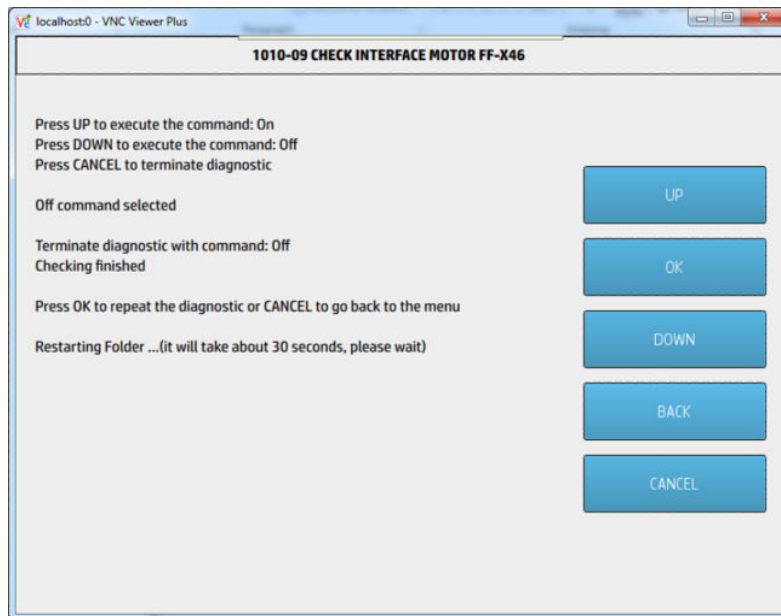 localhost:0 - VNC Viewer Plus
1010-09 CHECK INTERFACE MOTOR FF-X46
Press UP to execute the command: On
Press DOWN to execute the command: Off
Press CANCEL to terminate diagnostic
Off command selected
Terminate diagnostic with command: Off
Checking finished
Press OK to repeat the diagnostic or CANCEL to go back to the menu
Restarting Folder ...(it will take about 30 seconds, please wait)
UP
OK
DOWN
BACK
CANCEL